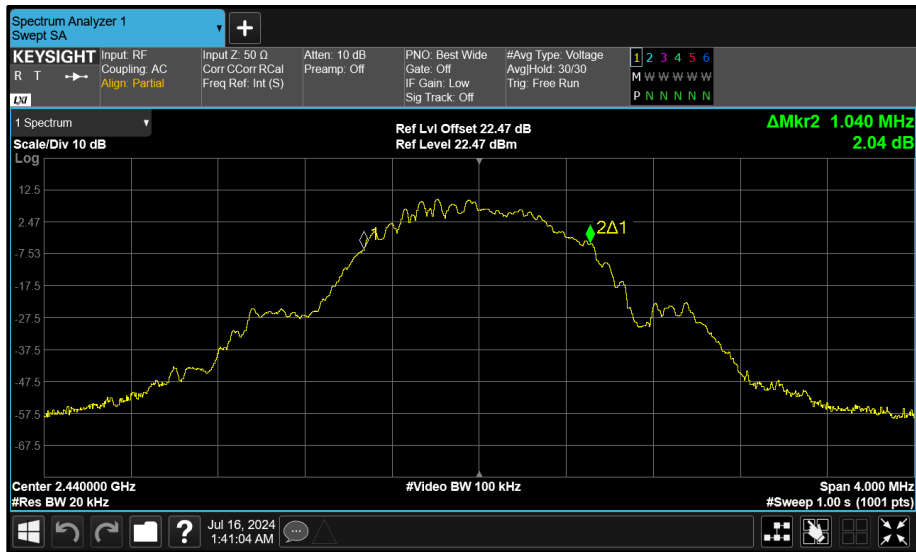 Spectrum Analyzer 1
Swept SA
KEYSIGHT
R T
LXI
Input: RF
Coupling: AC
Align: Partial
Input Z: 50 Ω
Corr CCorr RCal
Freq Ref: Int (S)
Atten: 10 dB
Preamp: Off
PNO: Best Wide
Gate: Off
IF Gain: Low
Sig Track: Off
#Avg Type: Voltage
Avg|Hold: 30/30
Trig: Free Run
1 2 3 4 5 6
M W W W W W
P N N N N N
1 Spectrum
Scale/Div 10 dB
Log
Ref Lvl Offset 22.47 dB
Ref Level 22.47 dBm
ΔMkr2 1.040 MHz
2.04 dB
12.5
2.47
-7.53
-17.5
-27.5
-37.5
-47.5
-57.5
-67.5
1
2Δ1
Center 2.440000 GHz
#Res BW 20 kHz
#Video BW 100 kHz
Span 4.000 MHz
#Sweep 1.00 s (1001 pts)
?
Jul 16, 2024
1:41:04 AM